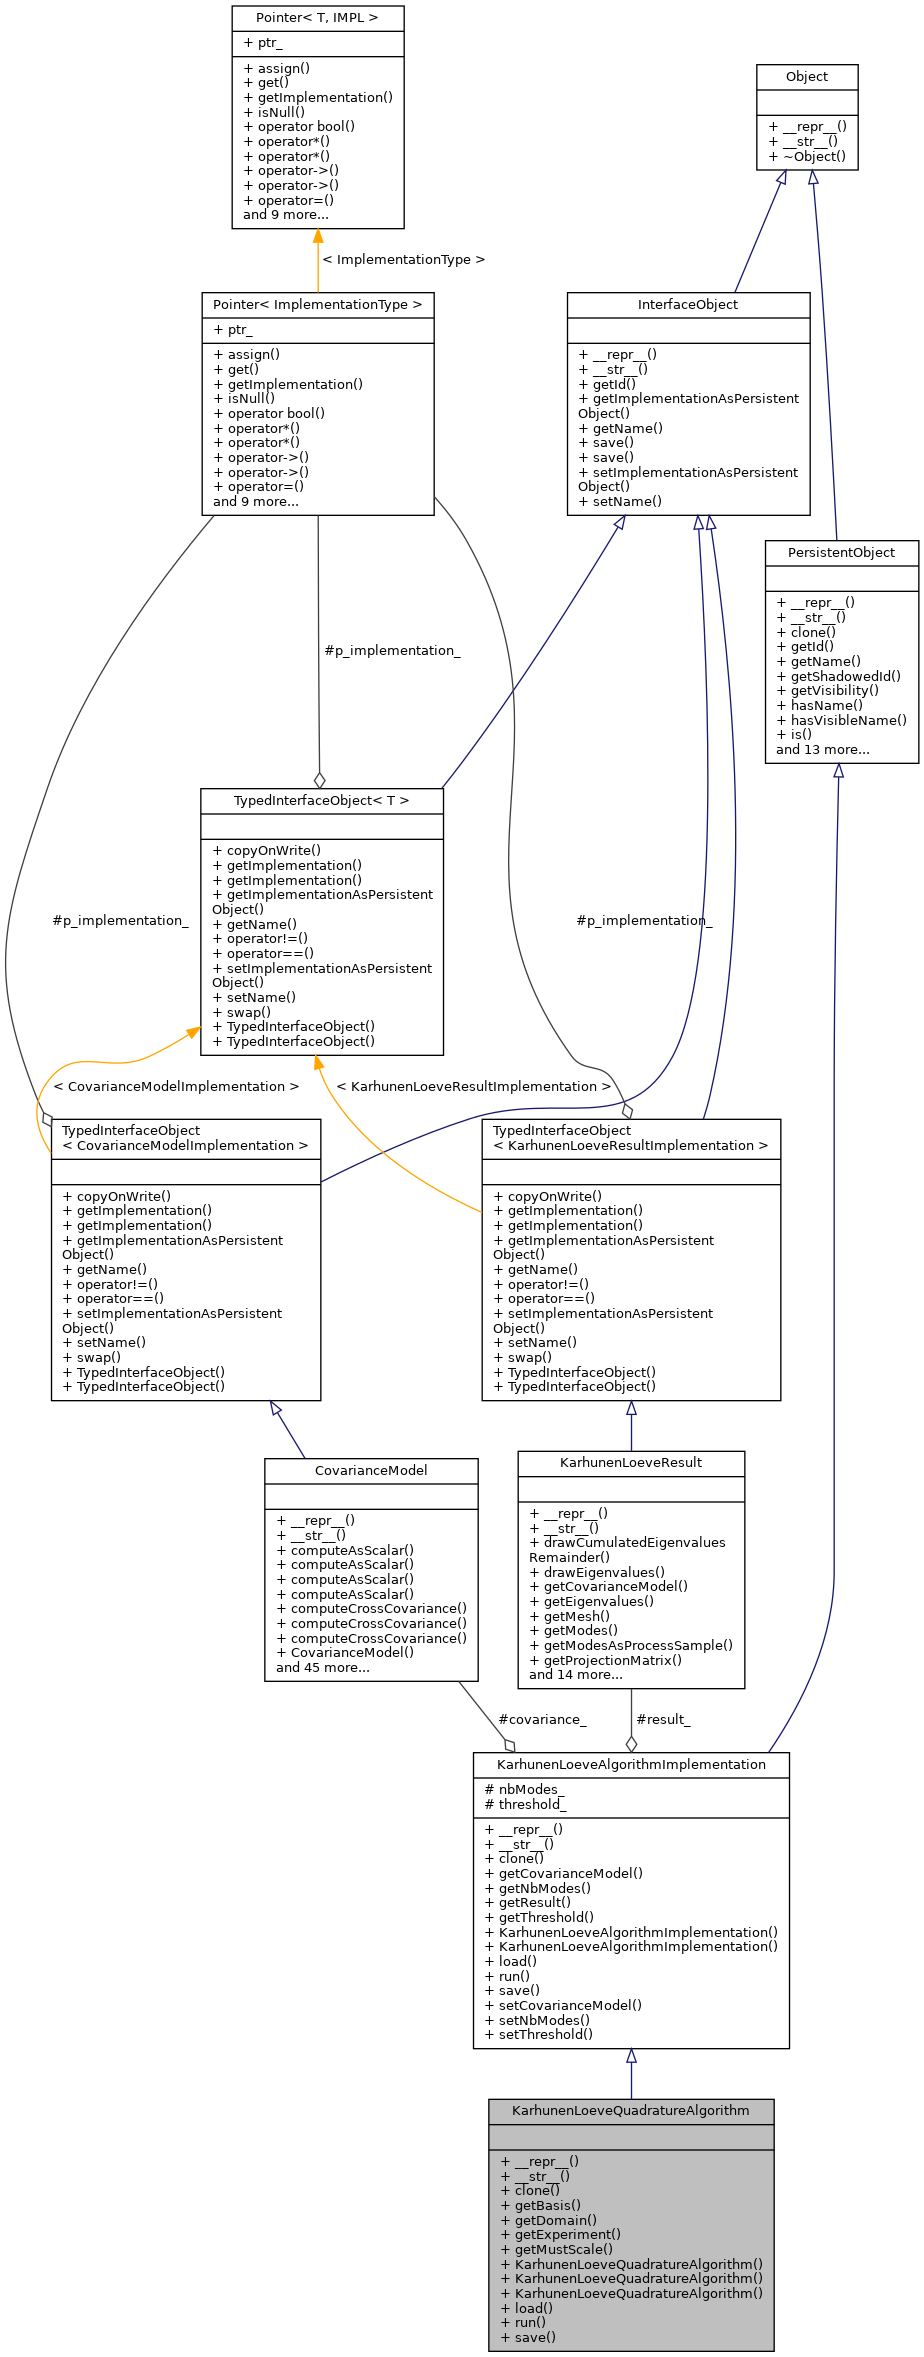 Pointer< T, IMPL >
+ ptr_
+ assign()
+ get()
+ getImplementation()
+ isNull()
+ operator bool()
+ operator*()
+ operator*()
+ operator->()
+ operator->()
+ operator=()
and 9 more...
Object
+ __repr__()
+ __str__()
+ ~Object()
< ImplementationType >
Pointer< ImplementationType >
+ ptr_
+ assign()
+ get()
+ getImplementation()
+ isNull()
+ operator bool()
+ operator*()
+ operator*()
+ operator->()
+ operator->()
+ operator=()
and 9 more...
InterfaceObject
+ __repr__()
+ __str__()
+ getId()
+ getImplementationAsPersistent
Object()
+ getName()
+ save()
+ save()
+ setImplementationAsPersistent
Object()
+ setName()
PersistentObject
+ __repr__()
+ __str__()
+ clone()
+ getId()
+ getName()
+ getShadowedId()
+ getVisibility()
+ hasName()
+ hasVisibleName()
+ is()
and 13 more...
#p_implementation_
TypedInterfaceObject< T >
+ copyOnWrite()
+ getImplementation()
+ getImplementation()
+ getImplementationAsPersistent
Object()
+ getName()
+ operator!=()
+ operator==()
+ setImplementationAsPersistent
Object()
+ setName()
+ swap()
+ TypedInterfaceObject()
+ TypedInterfaceObject()
#p_implementation_
#p_implementation_
< CovarianceModelImplementation >
< KarhunenLoeveResultImplementation >
TypedInterfaceObject
< CovarianceModelImplementation >
+ copyOnWrite()
+ getImplementation()
+ getImplementation()
+ getImplementationAsPersistent
Object()
+ getName()
+ operator!=()
+ operator==()
+ setImplementationAsPersistent
Object()
+ setName()
+ swap()
+ TypedInterfaceObject()
+ TypedInterfaceObject()
TypedInterfaceObject
< KarhunenLoeveResultImplementation >
+ copyOnWrite()
+ getImplementation()
+ getImplementation()
+ getImplementationAsPersistent
Object()
+ getName()
+ operator!=()
+ operator==()
+ setImplementationAsPersistent
Object()
+ setName()
+ swap()
+ TypedInterfaceObject()
+ TypedInterfaceObject()
CovarianceModel
+ __repr__()
+ __str__()
+ computeAsScalar()
+ computeAsScalar()
+ computeAsScalar()
+ computeAsScalar()
+ computeCrossCovariance()
+ computeCrossCovariance()
+ computeCrossCovariance()
+ CovarianceModel()
and 45 more...
KarhunenLoeveResult
+ __repr__()
+ __str__()
+ drawCumulatedEigenvalues
Remainder()
+ drawEigenvalues()
+ getCovarianceModel()
+ getEigenvalues()
+ getMesh()
+ getModes()
+ getModesAsProcessSample()
+ getProjectionMatrix()
and 14 more...
#covariance_
#result_
KarhunenLoeveAlgorithmImplementation
# nbModes_
# threshold_
+ __repr__()
+ __str__()
+ clone()
+ getCovarianceModel()
+ getNbModes()
+ getResult()
+ getThreshold()
+ KarhunenLoeveAlgorithmImplementation()
+ KarhunenLoeveAlgorithmImplementation()
+ load()
+ run()
+ save()
+ setCovarianceModel()
+ setNbModes()
+ setThreshold()
KarhunenLoeveQuadratureAlgorithm
+ __repr__()
+ __str__()
+ clone()
+ getBasis()
+ getDomain()
+ getExperiment()
+ getMustScale()
+ KarhunenLoeveQuadratureAlgorithm()
+ KarhunenLoeveQuadratureAlgorithm()
+ KarhunenLoeveQuadratureAlgorithm()
+ load()
+ run()
+ save()